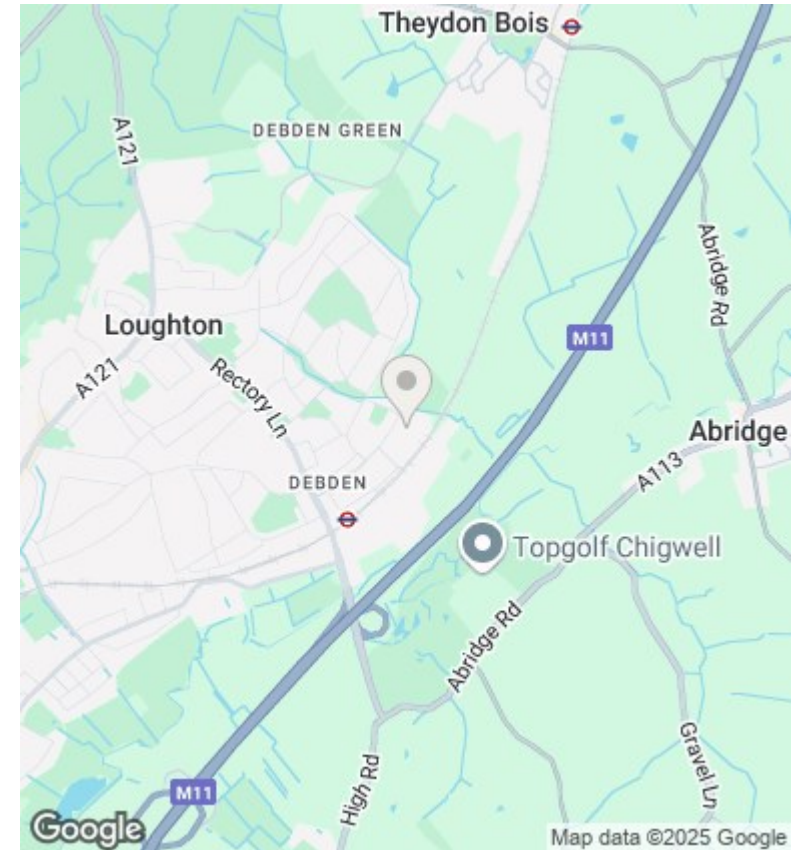 Theydon Bois
DEBDEN GREEN
A121
Abridge Rd
Loughton
M11
A121
Rectory Ln
Abridge
A113
DEBDEN
Topgolf Chigwell
Abridge Rd
Gravel Ln
High Rd
M11
Google
Map data ©2025 Google